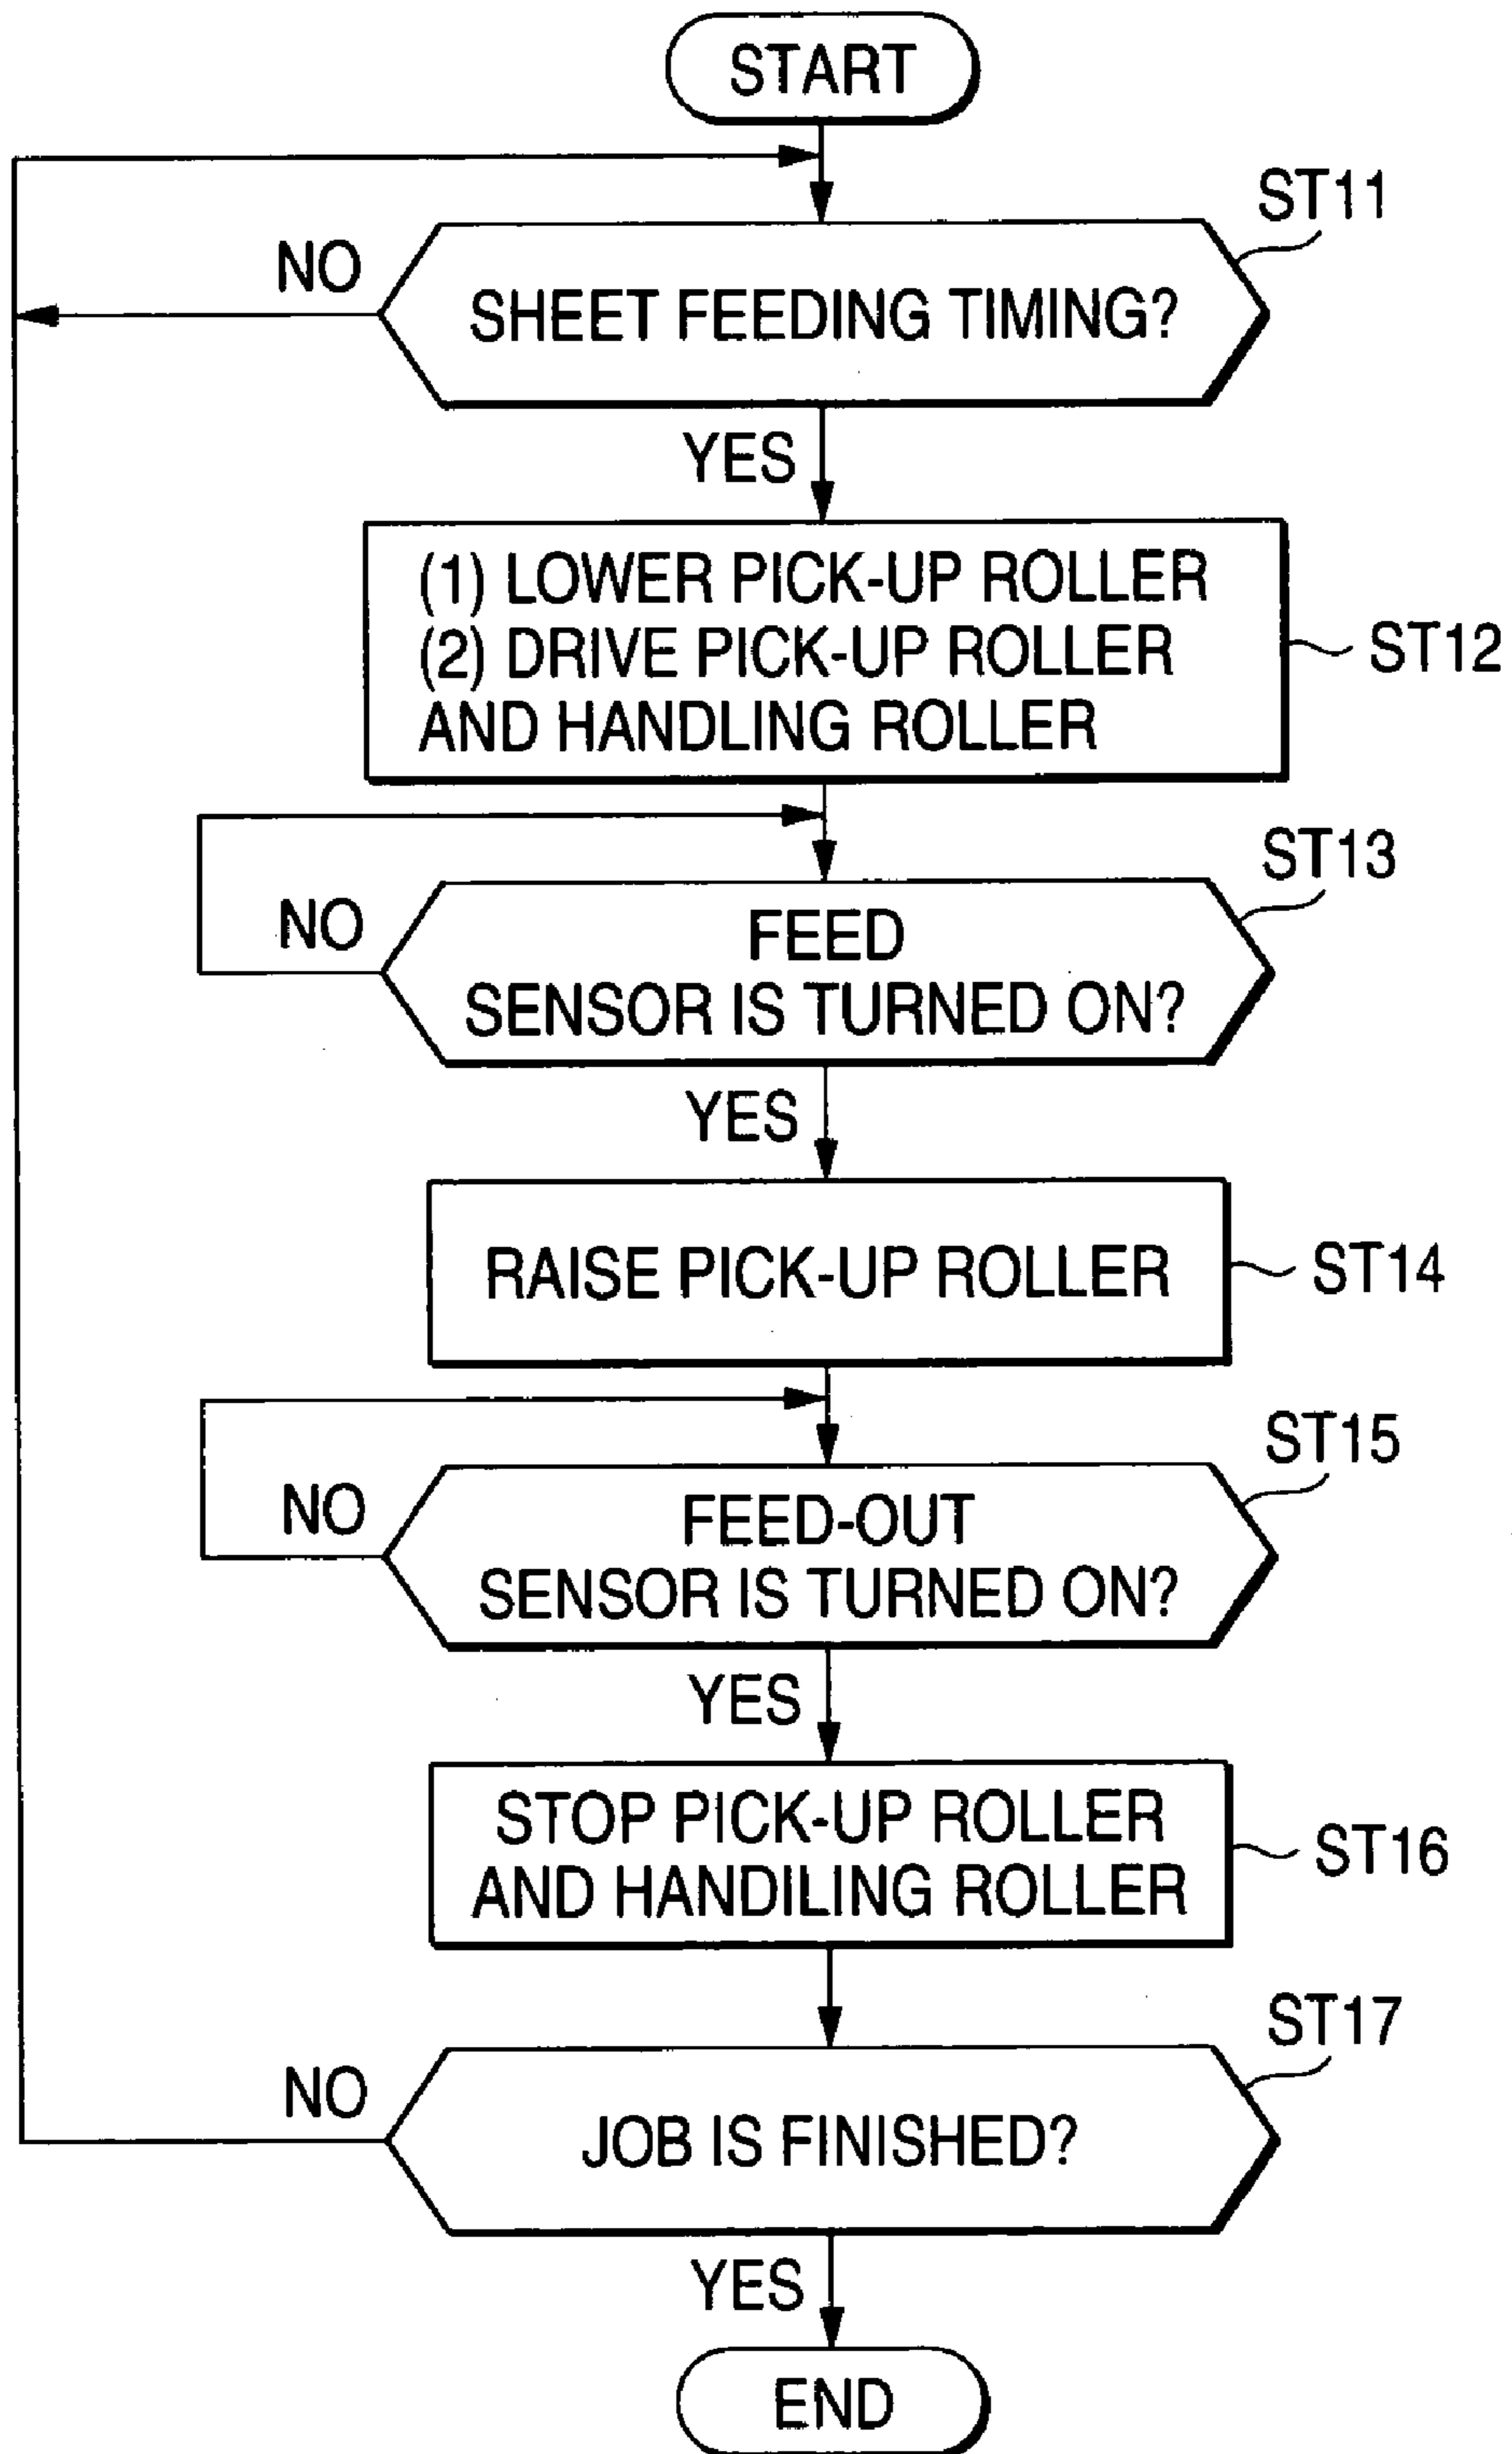 START
ST11
NO
SHEET FEEDING TIMING?
YES
(1) LOWER PICK-UP ROLLER
(2) DRIVE PICK-UP ROLLER
AND HANDLING ROLLER
ST12
ST13
NO
FEED
SENSOR IS TURNED ON?
YES
RAISE PICK-UP ROLLER
ST14
ST15
NO
FEED-OUT
SENSOR IS TURNED ON?
YES
STOP PICK-UP ROLLER
AND HANDILING ROLLER
ST16
ST17
NO
JOB IS FINISHED?
YES
END